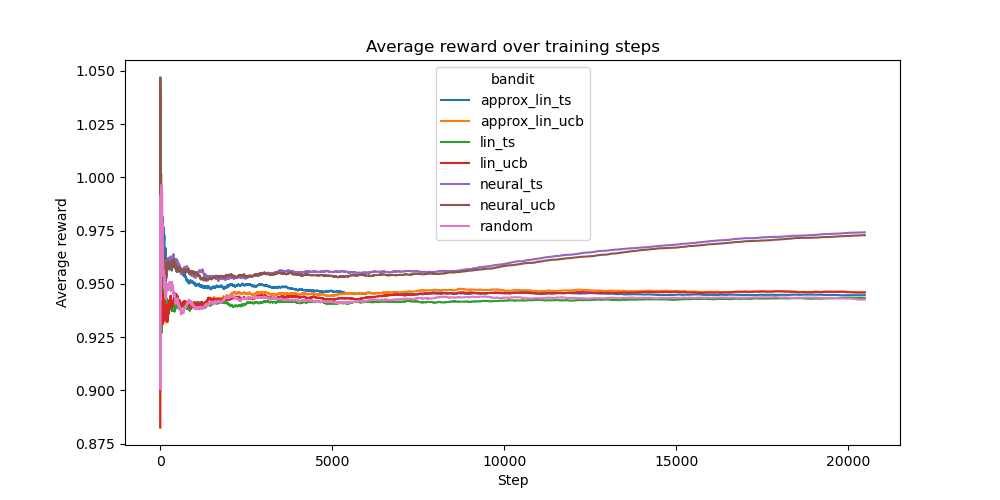 Average reward over training steps
Average reward
1.050
1.025
1.000
0.975
0.950
0.925
0.900
0.875
bandit
approx_lin_ts
approx_lin_ucb
lin_ts
lin_ucb
neural_ts
neural_ucb
random
0 5000 10000 15000 20000
Step